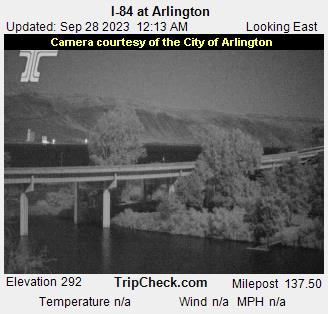 I-84 at Arlington
Updated: Sep 28 2023 12:13 AM Looking East
Camera courtesy of the City of Arlington
Elevation 292 TripCheck.com Milepost 137.50
Temperature n/a Wind n/a MPH n/a